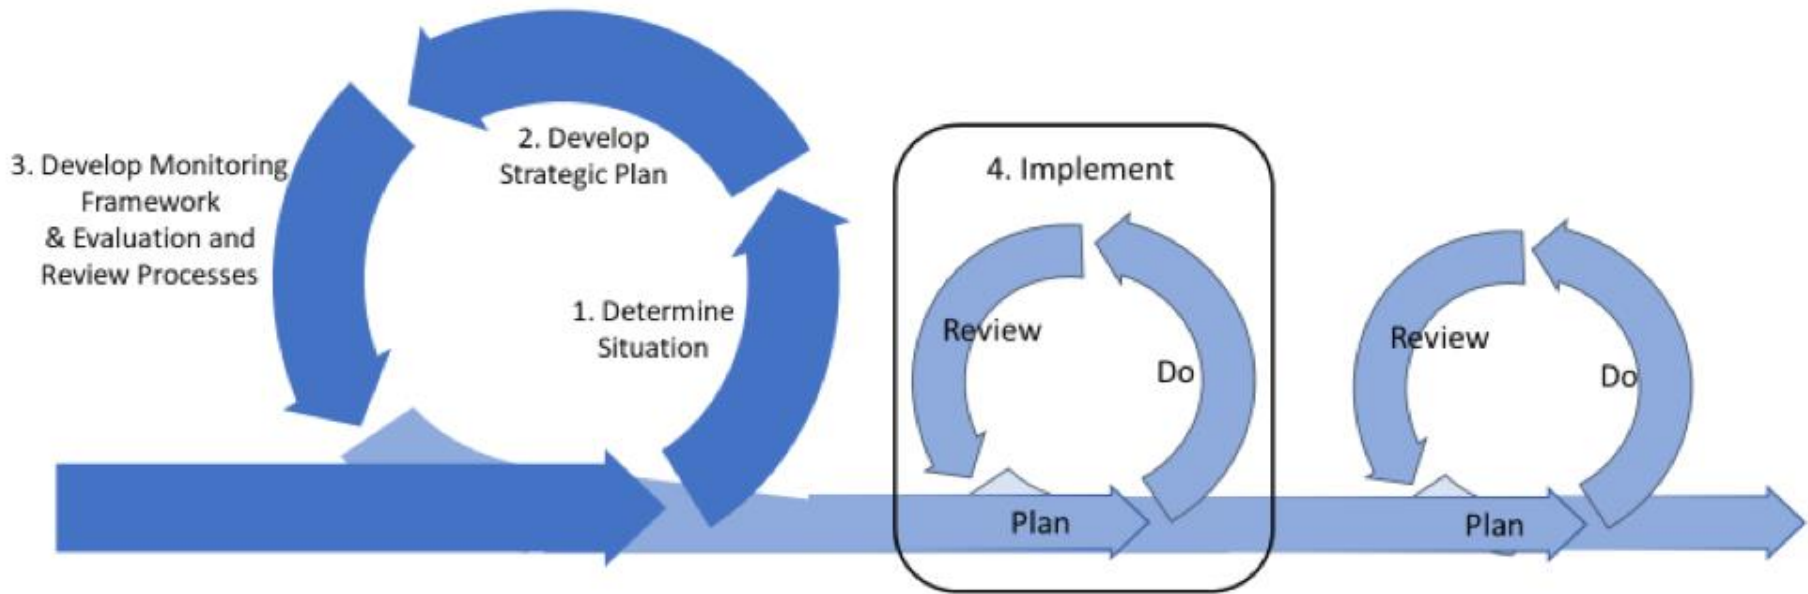 3. Develop Monitoring
Framework
& Evaluation and
Review Processes
2. Develop
Strategic Plan
1. Determine
Situation
4. Implement
Review
Do
Plan
Review
Do
Plan